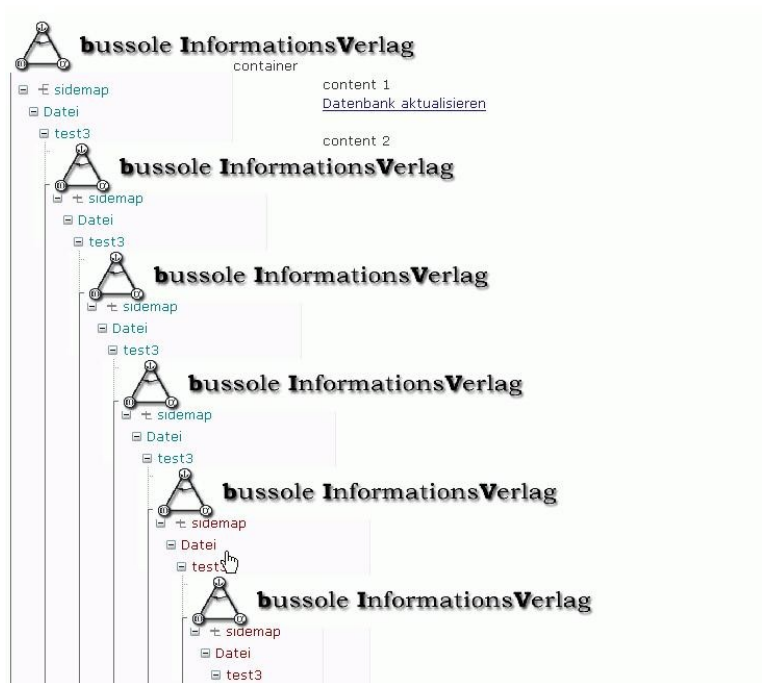 bussole InformationsVerlag
container
sidemap
content 1
Datenbank aktualisieren
Datei
test3
content 2
bussole InformationsVerlag
sidemap
Datei
test3
bussole InformationsVerlag
sidemap
Datei
test3
bussole InformationsVerlag
sidemap
Datei
test3
bussole InformationsVerlag
sidemap
Datei
test3
bussole InformationsVerlag
sidemap
Datei
test3